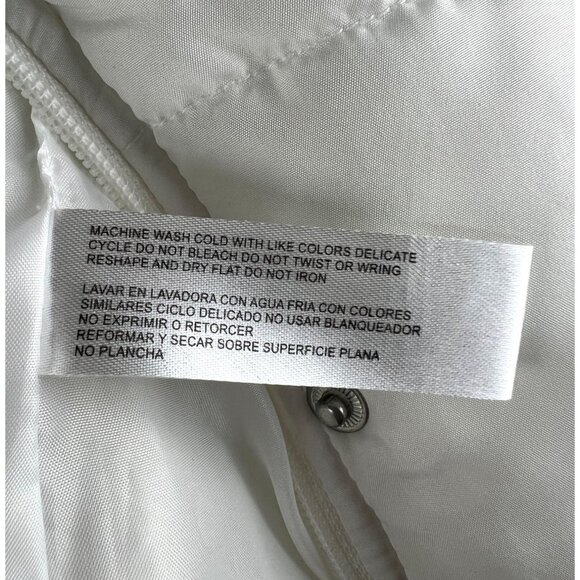 MACHINE WASH COLD WITH LIKE COLORS DELICATE
CYCLE DO NOT BLEACH DO NOT TWIST OR WRING
RESHAPE AND DRY FLAT DO NOT IRON
LAVAR EN LAVADORA CON AGUA FRIA CON COLORES
SIMILARES CICLO DELICADO NO USAR BLANQUEADOR
NO EXPRIMIR O RETORCER
REFORMAR Y SECAR SOBRE SUPERFICIE PLANA
NO PLANCHA